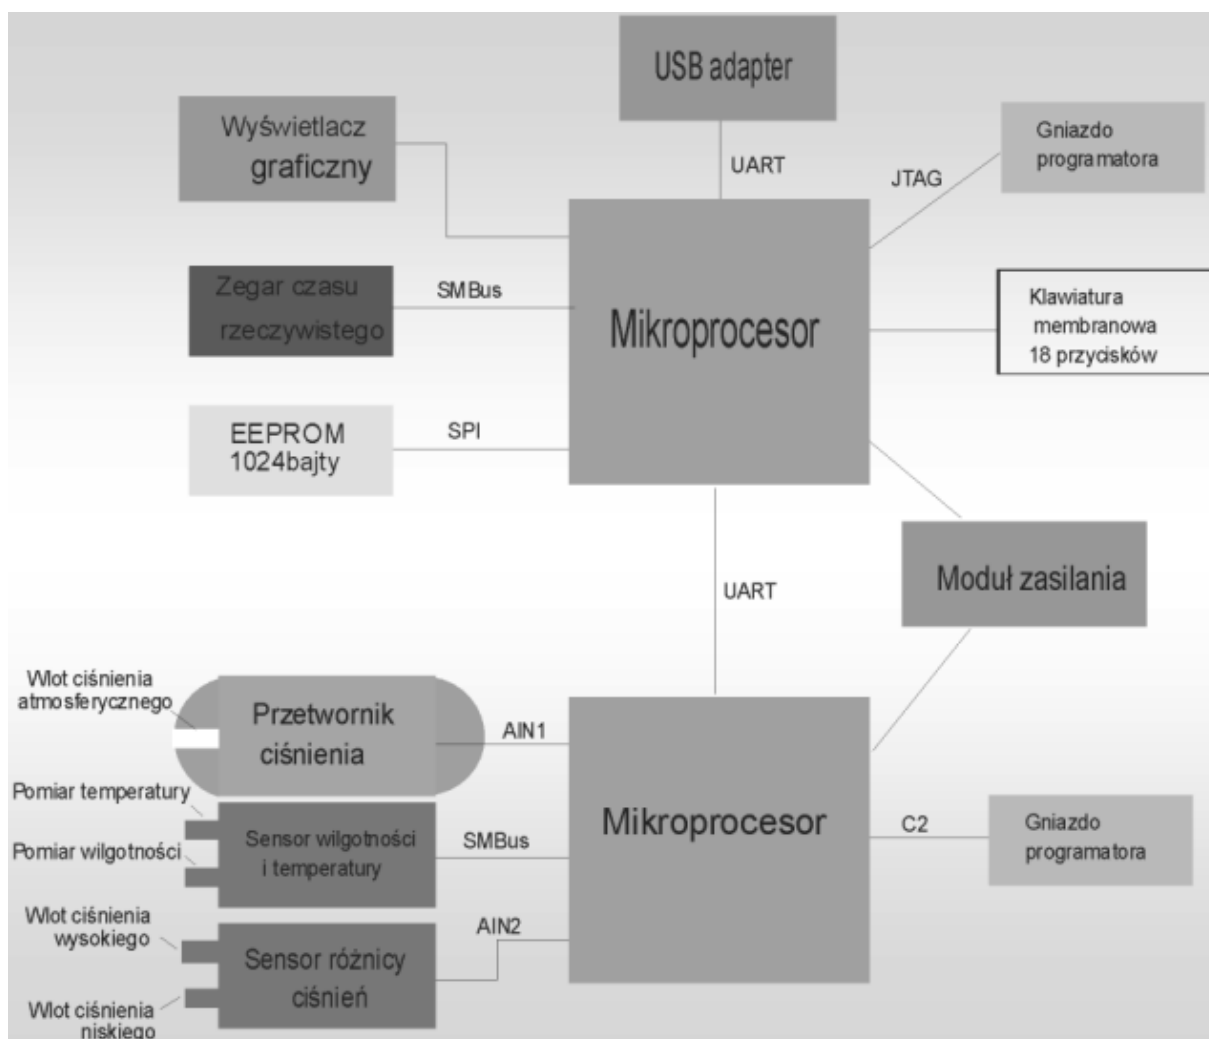 USB adapter
Wyświetlacz
graficzny
UART
JTAG
Gniazdo
programatora
Zegar czasu
rzeczywistego
SMBus
Mikroprocesor
Klawiatura
membranowa
18 przycisków
EEPROM
1024bajty
SPI
Moduł zasilania
UART
Wlot ciśnienia
atmosferycznego
Przetwornik
ciśnienia
AIN1
Pomiar temperatury
Pomiar wilgotności
Sensor wilgotności
i temperatury
SMBus
Mikroprocesor
C2
Gniazdo
programatora
Wlot ciśnienia
wysokiego
AIN2
Sensor różnicy
ciśnień
Wlot ciśnienia
niskiego